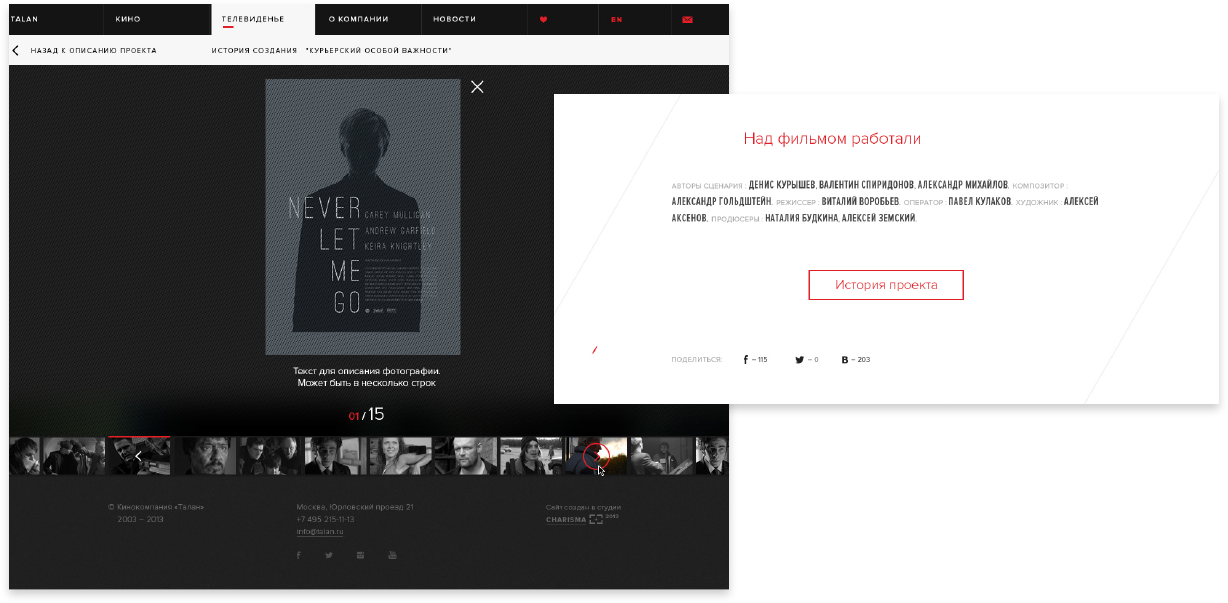 TALAN КИНО ТЕЛЕВИДЕНЬЕ О КОМПАНИИ НОВОСТИ EN
НАЗАД К ОПИСАНИЮ ПРОЕКТА ИСТОРИЯ СОЗДАНИЯ "КУРЬЕРСКИЙ ОСОБОЙ ВАЖНОСТИ"
NEVER
LET
ME
GO
CAREY MULLIGAN
ANDREW GARFIELD
KEIRA KNIGHTLEY
Текст для описания фотографии.
Может быть в несколько строк
01 / 15
© Кинокомпания «Талан»
2003 – 2013
Москва, Юрловский проезд 21
+7 495 215-11-13
info@talan.ru
Сайт создан в студии
CHARISMA 2013
Над фильмом работали
АВТОРЫ СЦЕНАРИЯ : ДЕНИС КУРЫШЕВ, ВАЛЕНТИН СПИРИДОНОВ, АЛЕКСАНДР МИХАЙЛОВ. КОМПОЗИТОР :
АЛЕКСАНДР ГОЛЬДШТЕЙН. РЕЖИССЕР : ВИТАЛИЙ ВОРОБЬЕВ. ОПЕРАТОР : ПАВЕЛ КУЛАКОВ. ХУДОЖНИК : АЛЕКСЕЙ
АКСЕНОВ. ПРОДЮСЕРЫ : НАТАЛИЯ БУДКИНА, АЛЕКСЕЙ ЗЕМСКИЙ.
История проекта
ПОДЕЛИТЬСЯ: – 115 – 0 В – 203